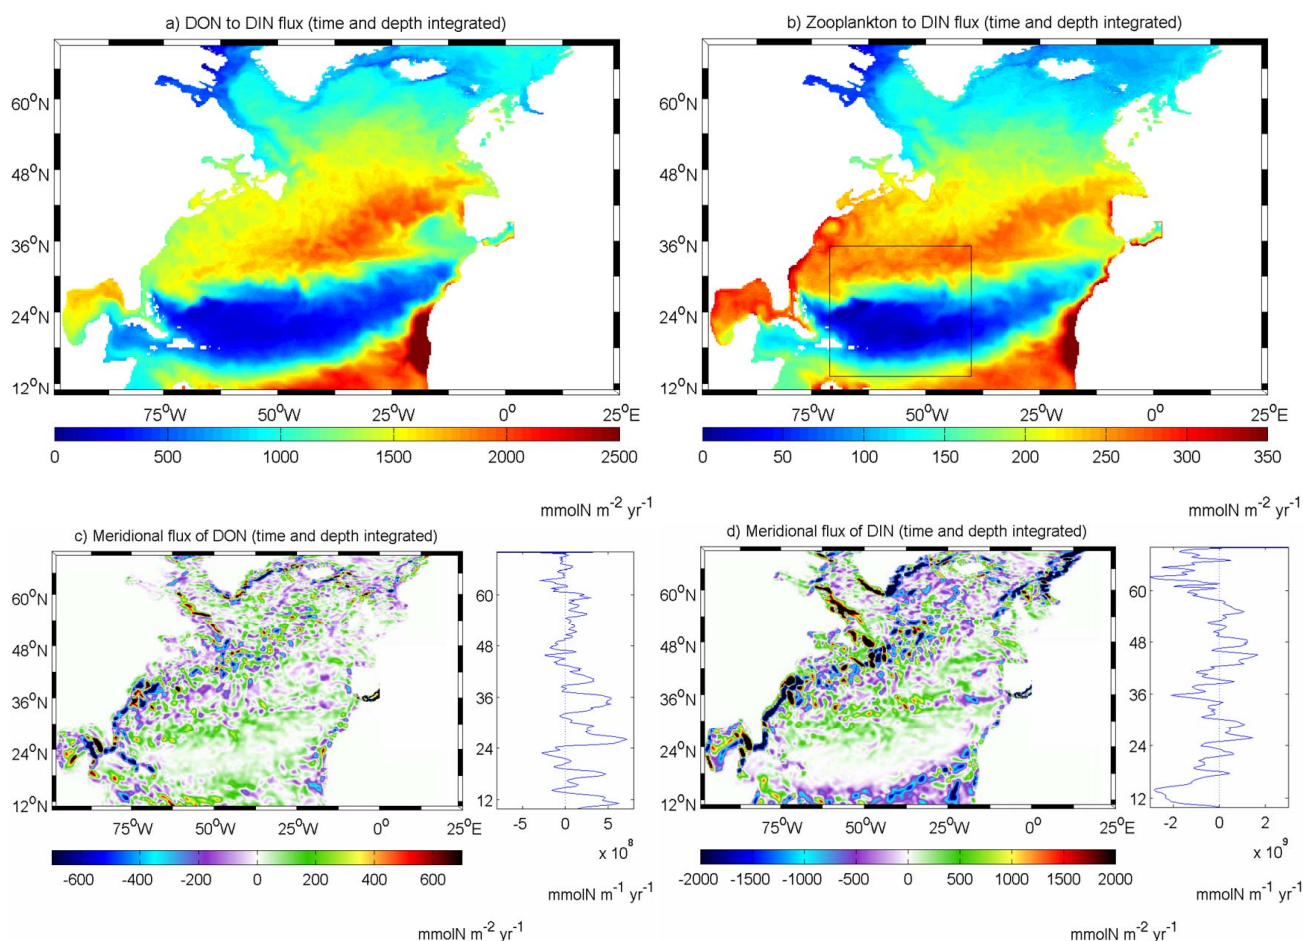 a) DON to DIN flux (time and depth integrated)
60°N
48°N
36°N
24°N
12°N
75°W 50°W 25°W 0° 25°E
0 500 1000 1500 2000 2500
mmolN m⁻² yr⁻¹
b) Zooplankton to DIN flux (time and depth integrated)
60°N
48°N
36°N
24°N
12°N
75°W 50°W 25°W 0° 25°E
0 50 100 150 200 250 300 350
mmolN m⁻² yr⁻¹
c) Meridional flux of DON (time and depth integrated)
60°N
48°N
36°N
24°N
12°N
75°W 50°W 25°W 0°E 25°E
-600 -400 -200 0 200 400 600
mmolN m⁻² yr⁻¹
60
48
36
24
12
-5 0 5
x 10⁸
mmolN m⁻¹ yr⁻¹
d) Meridional flux of DIN (time and depth integrated)
60°N
48°N
36°N
24°N
12°N
75°W 50°W 25°W 0°E 25°E
-2000 -1500 -1000 -500 0 500 1000 1500 2000
mmolN m⁻² yr⁻¹
60
48
36
24
12
-2 0 2
x 10⁹
mmolN m⁻¹ yr⁻¹